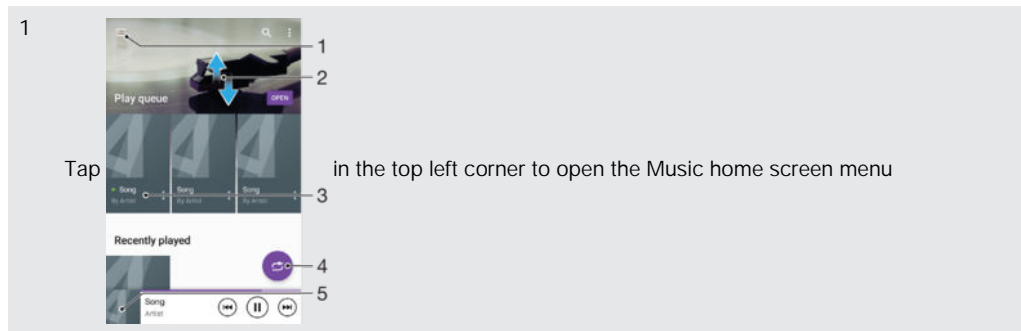 1
1
2
Play queue
OPEN
Tap in the top left corner to open the Music home screen menu
Song Song Song
By Artist By Artist By Artist
3
Recently played
4
5
Song
Artist